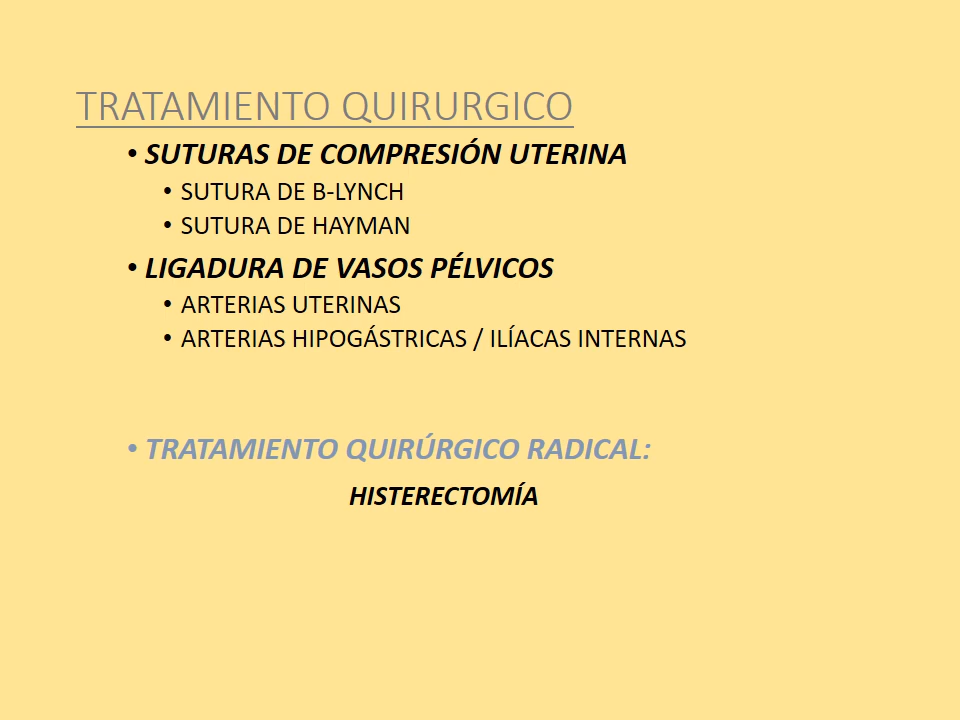 TRATAMIENTO QUIRURGICO
• SUTURAS DE COMPRESIÓN UTERINA
• SUTURA DE B-LYNCH
• SUTURA DE HAYMAN
• LIGADURA DE VASOS PÉLVICOS
• ARTERIAS UTERINAS
• ARTERIAS HIPOGÁSTRICAS / ILÍACAS INTERNAS
• TRATAMIENTO QUIRÚRGICO RADICAL:
HISTERECTOMÍA